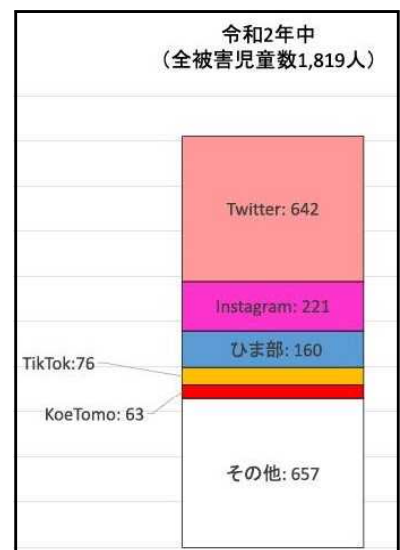 令和2年中
（全被害児童数1,819人）
Twitter: 642
Instagram: 221
ひま部: 160
TikTok:76
KoeTomo: 63
その他: 657